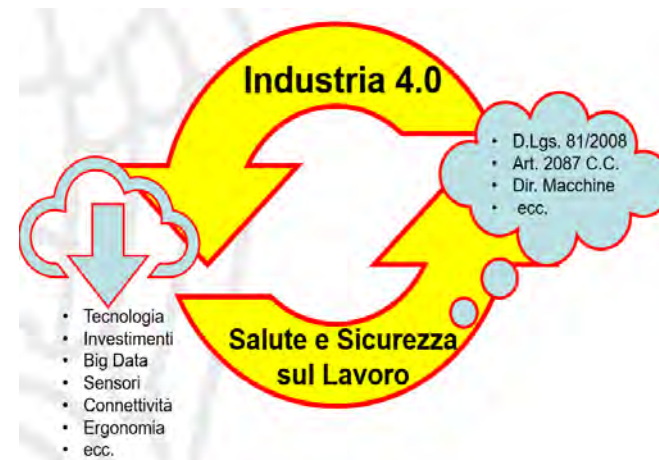 Industria 4.0
• D.Lgs. 81/2008
• Art. 2087 C.C.
• Dir. Macchine
• ecc.
• Tecnologia
• Investimenti
• Big Data
• Sensori
• Connettività
• Ergonomia
• ecc.
Salute e Sicurezza
sul Lavoro